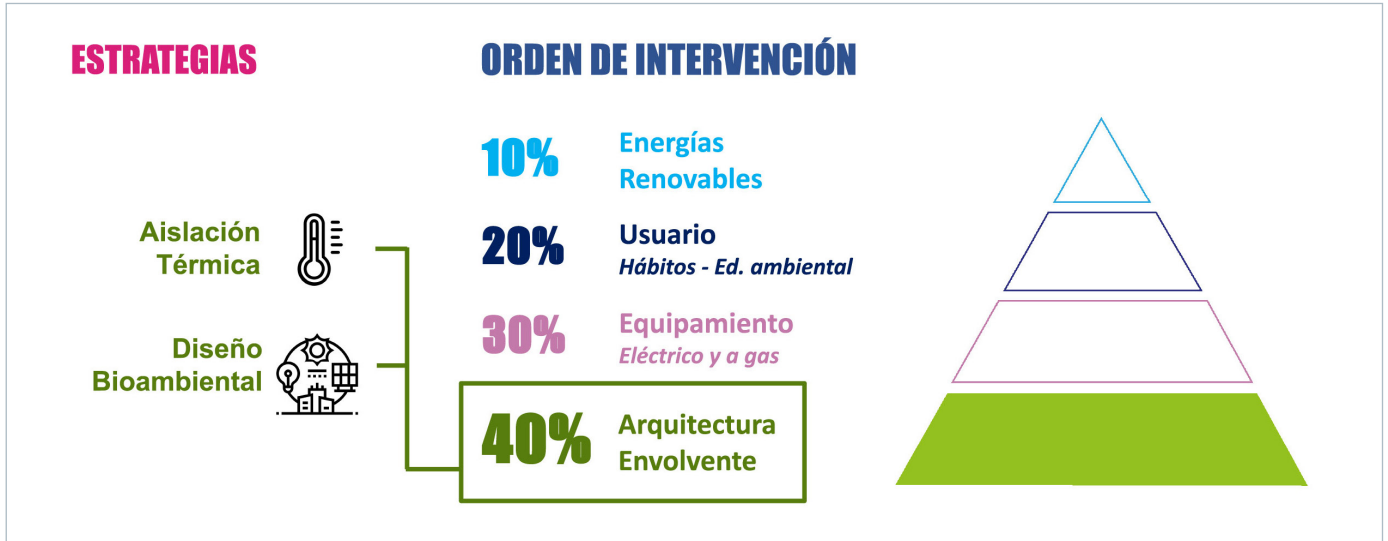 ESTRATEGIAS
ORDEN DE INTERVENCIÓN
10%
Energías
Renovables
Aislación
Térmica
20%
Usuario
Hábitos - Ed. ambiental
30%
Equipamiento
Eléctrico y a gas
Diseño
Bioambiental
40%
Arquitectura
Envolvente